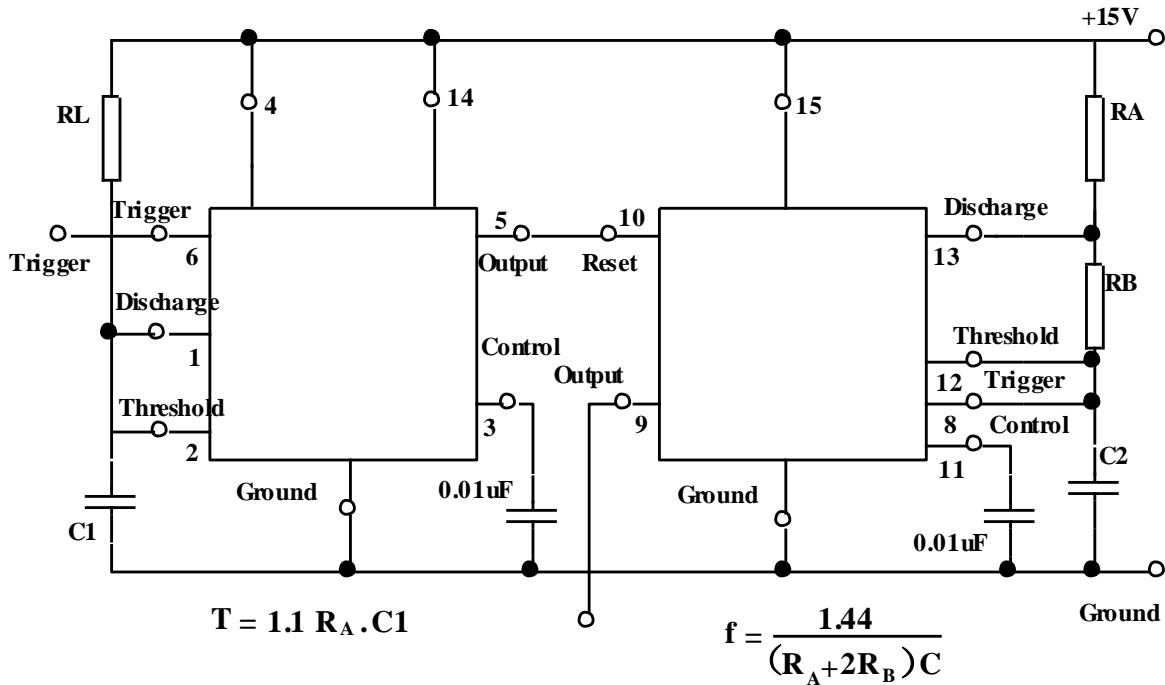 +15V
RL
4
14
15
RA
Trigger
5
10
Discharge
Trigger
6
Output
Reset
13
RB
Discharge
1
Control
Threshold
Output
12
Trigger
Threshold
2
3
9
8
Control
11
C2
Ground
0.01uF
Ground
C1
0.01uF
T = 1.1 RA.C1
Ground
f = 1.44
(RA+2RB)C